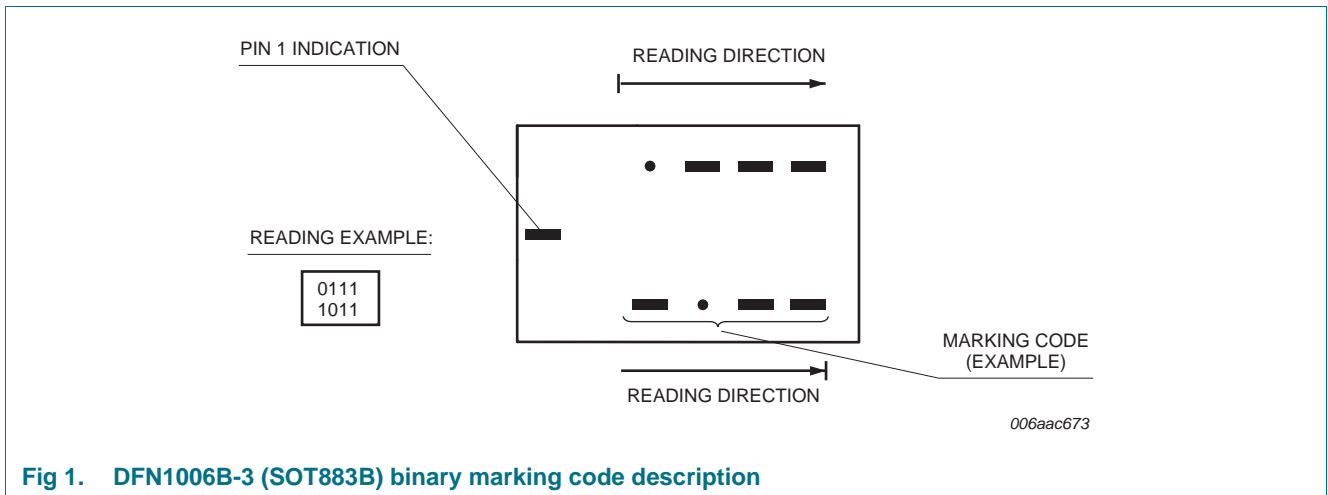 PIN 1 INDICATION
READING DIRECTION
READING EXAMPLE:
0111
1011
MARKING CODE
(EXAMPLE)
READING DIRECTION
006aac673
Fig 1. DFN1006B-3 (SOT883B) binary marking code description